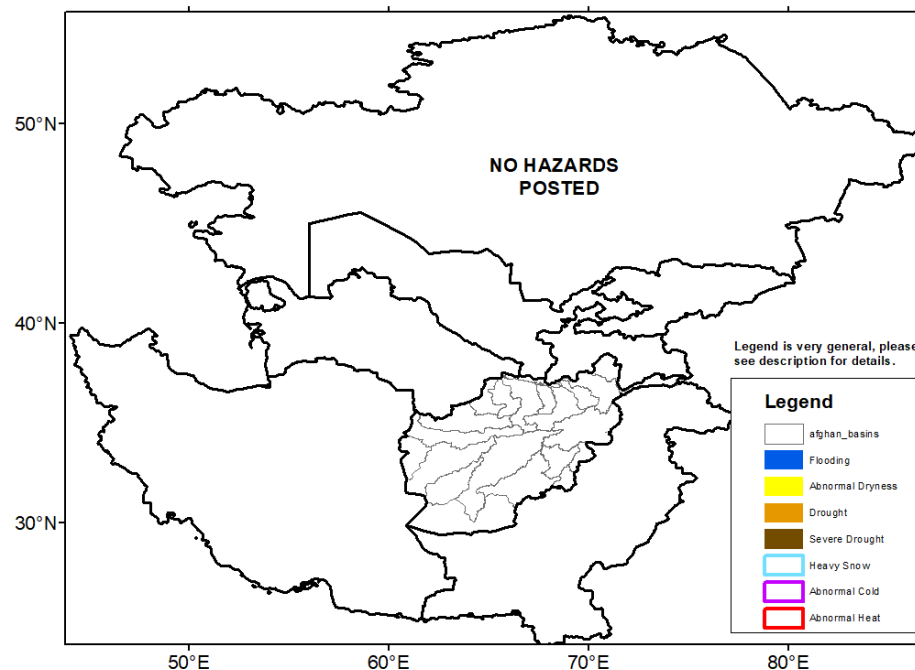 NO HAZARDS
POSTED
50°N
40°N
30°N
Legend is very general, please
see description for details.
Legend
afghan_basins
Flooding
Abnormal Dryness
Drought
Severe Drought
Heavy Snow
Abnormal Cold
Abnormal Heat
50°E
60°E
70°E
80°E